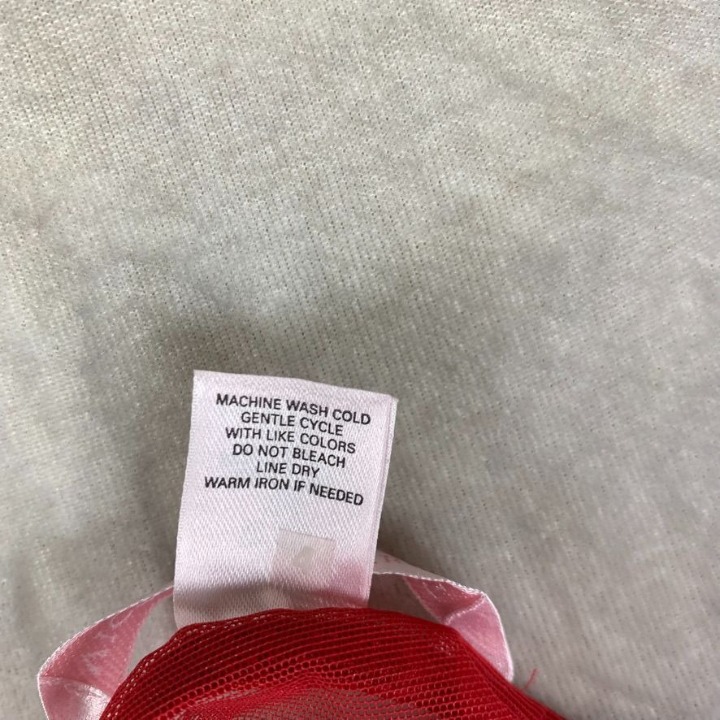 MACHINE WASH COLD
GENTLE CYCLE
WITH LIKE COLORS
DO NOT BLEACH
LINE DRY
WARM IRON IF NEEDED